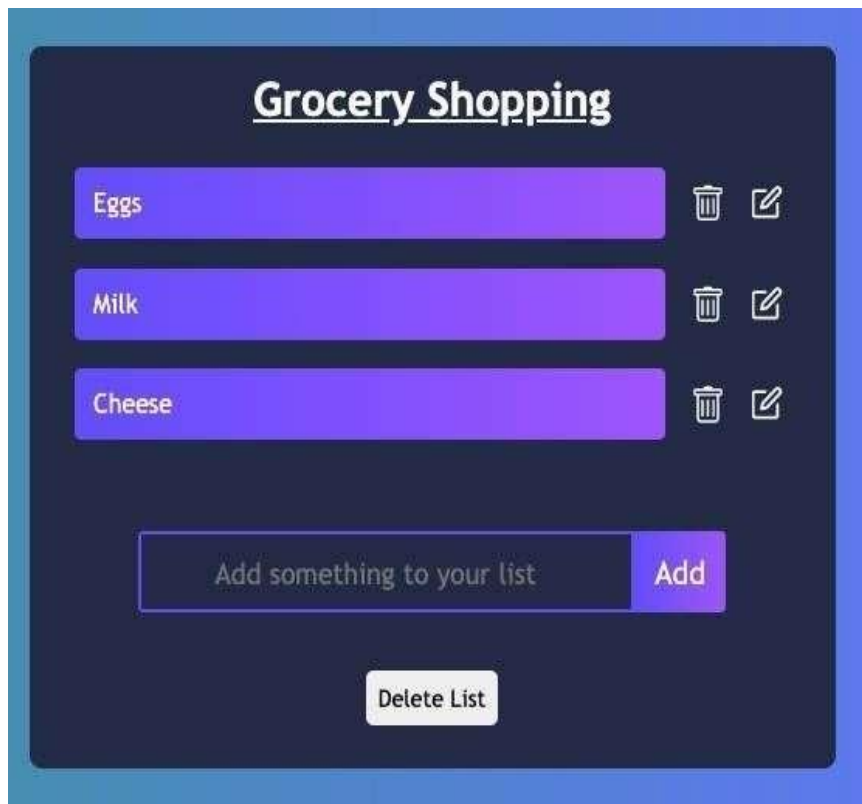 Grocery Shopping
Eggs
Milk
Cheese
Add something to your list
Add
Delete List